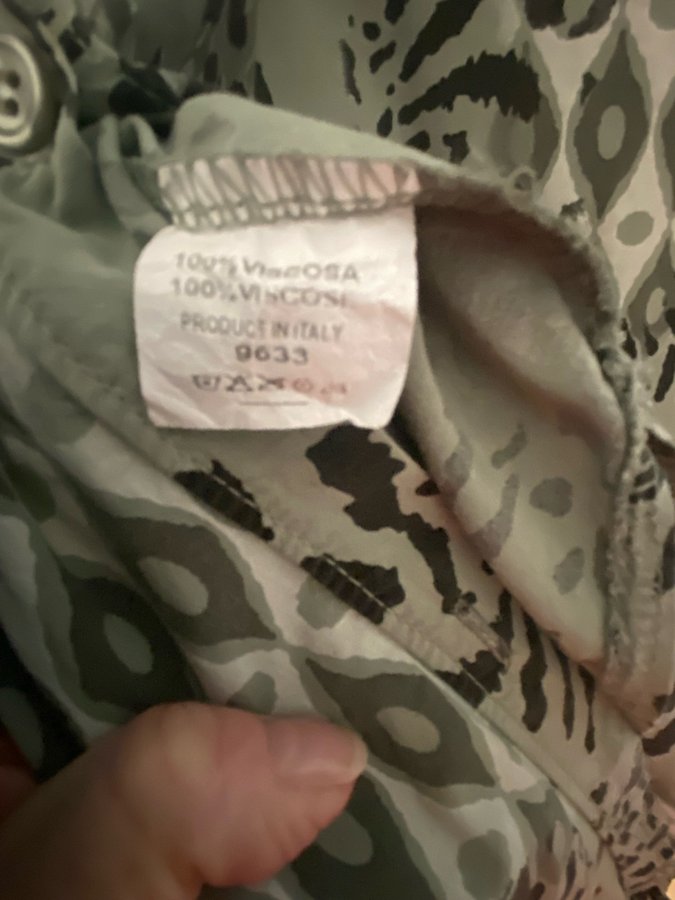 100% VISCOSA
100% VISCOSE
PRODUCT IN ITALY
9633